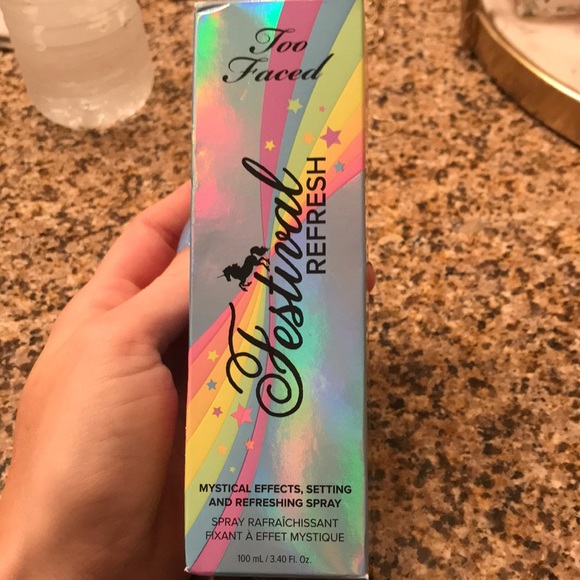 Too
Faced
Festival
REFRESH
MYSTICAL EFFECTS, SETTING
AND REFRESHING SPRAY
SPRAY RAFRAÎCHISSANT
FIXANT À EFFET MYSTIQUE
100 mL / 3.40 Fl. Oz.